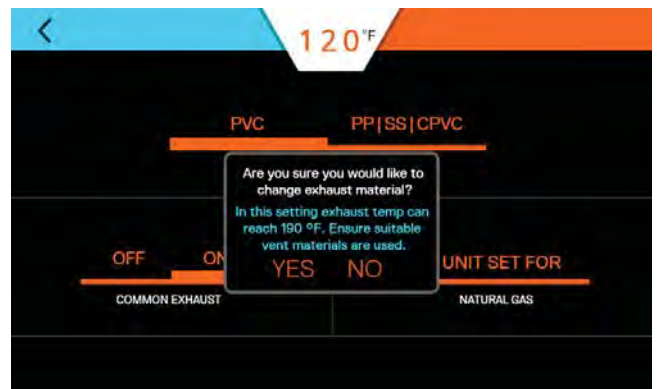 120°F
PVC PP|SS|CPVC
Are you sure you would like to
change exhaust material?
In this setting exhaust temp can
reach 190 ºF. Ensure suitable
vent materials are used.
YES NO
OFF
UNIT SET FOR
COMMON EXHAUST
NATURAL GAS